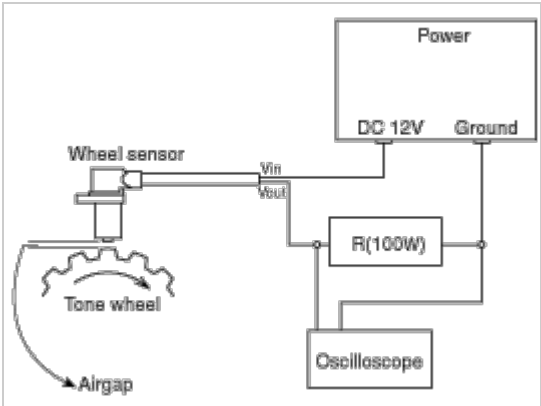 Power
DC 12V Ground
Wheel sensor
Vin
Vout
R(100W)
Tone wheel
Oscilloscope
Airgap